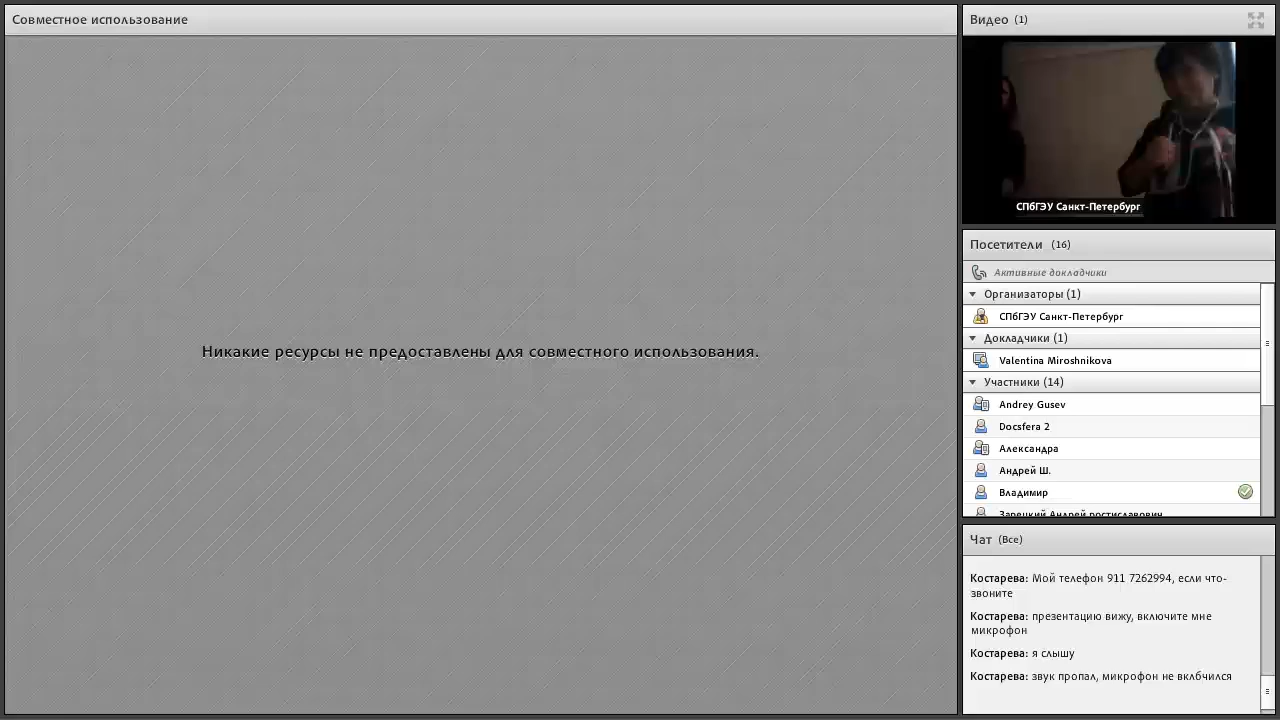 Совместное использование
Никакие ресурсы не предоставлены для совместного использования.
Видео (1)
СПбГЭУ Санкт-Петербург
Посетители (16)
Активные докладчики
Организаторы (1)
СПбГЭУ Санкт-Петербург
Докладчики (1)
Valentina Miroshnikova
Участники (14)
Andrey Gusev
Docsfera 2
Александра
Андрей Ш.
Владимир
Зарецкий Андрей ростиславович
Чат (Все)
Костарева: Мой телефон 911 7262994, если что-
звоните
Костарева: презентацию вижу, включите мне
микрофон
Костарева: я слышу
Костарева: звук пропал, микрофон не вклбчился